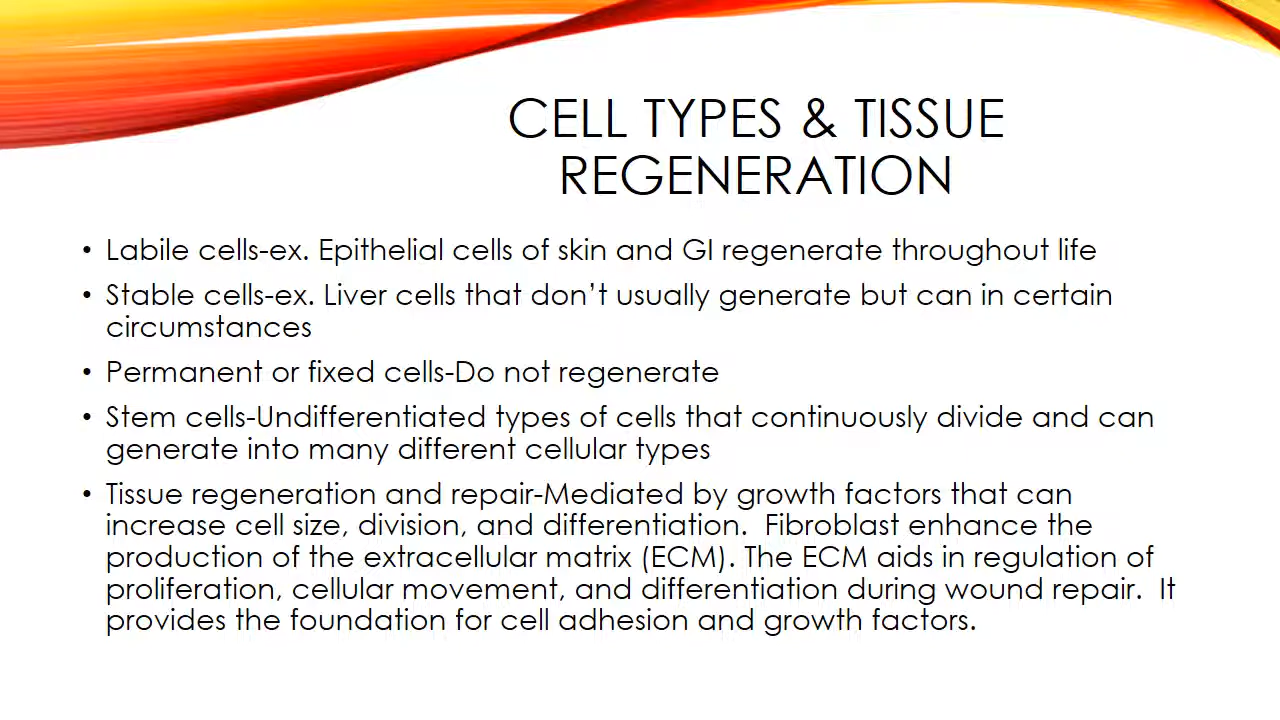 CELL TYPES & TISSUE
REGENERATION
• Labile cells-ex. Epithelial cells of skin and GI regenerate throughout life
• Stable cells-ex. Liver cells that don’t usually generate but can in certain
circumstances
• Permanent or fixed cells-Do not regenerate
• Stem cells-Undifferentiated types of cells that continuously divide and can
generate into many different cellular types
• Tissue regeneration and repair-Mediated by growth factors that can
increase cell size, division, and differentiation.  Fibroblast enhance the
production of the extracellular matrix (ECM). The ECM aids in regulation of
proliferation, cellular movement, and differentiation during wound repair.  It
provides the foundation for cell adhesion and growth factors.